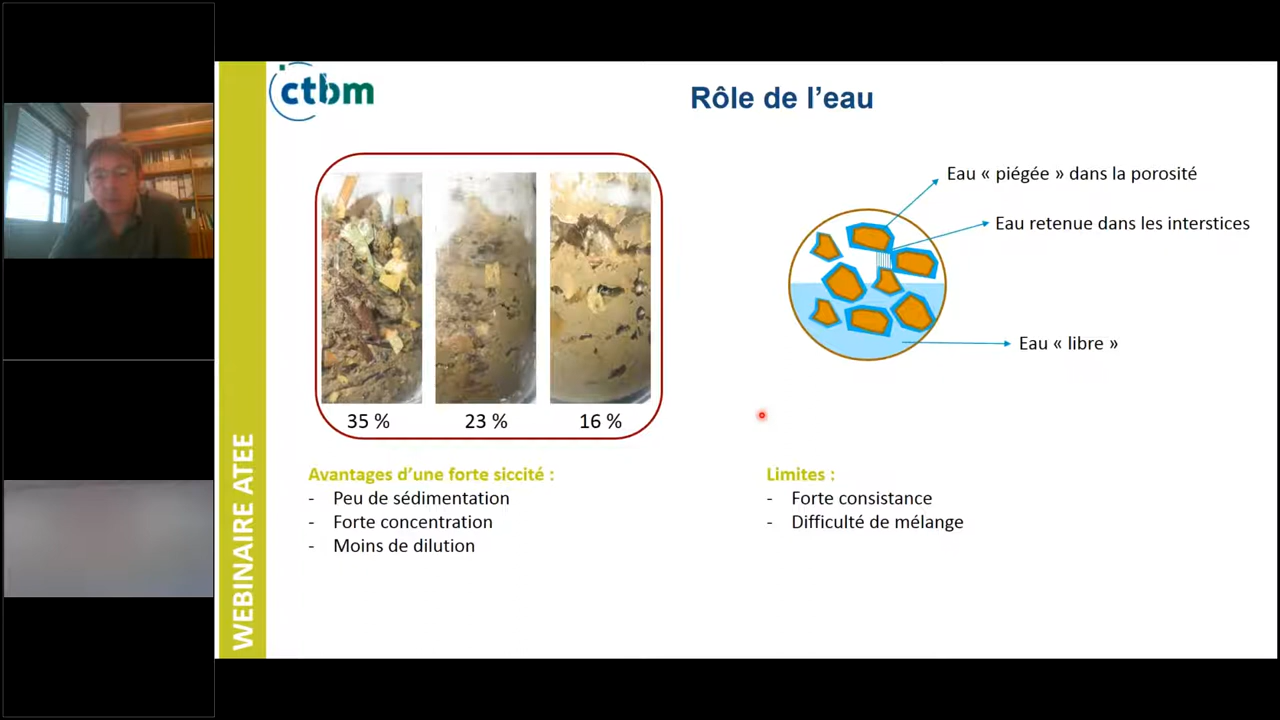 ctbm
Rôle de l’eau
Eau « piégée » dans la porosité
Eau retenue dans les interstices
Eau « libre »
35 %
23 %
16 %
Avantages d’une forte siccité :
- Peu de sédimentation
- Forte concentration
- Moins de dilution
Limites :
- Forte consistance
- Difficulté de mélange
WEBINAIRE ATEE